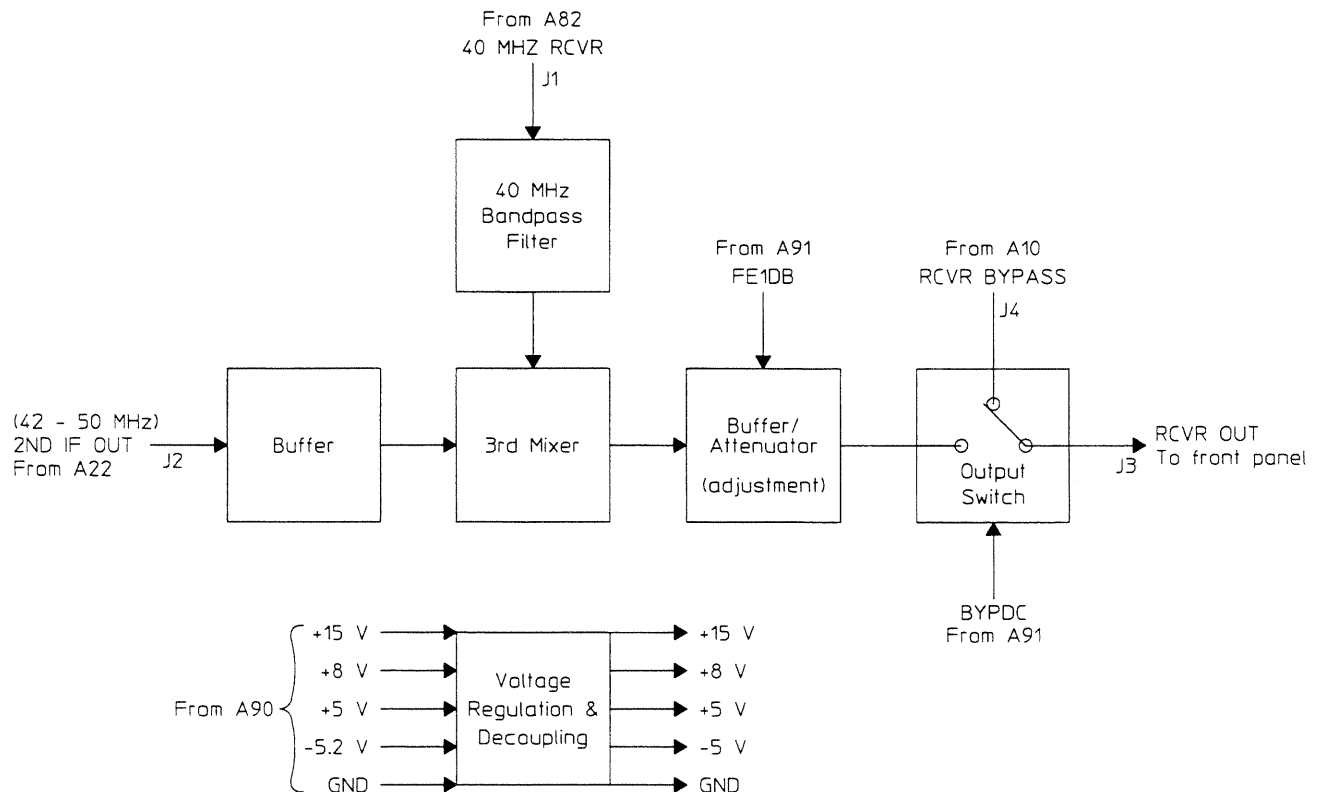 From A82
40 MHZ RCVR
J1
40 MHz
Bandpass
Filter
From A91
FE1DB
From A10
RCVR BYPASS
J4
(42 - 50 MHz)
2ND IF OUT
From A22
J2
Buffer
3rd Mixer
Buffer/
Attenuator
(adjustment)
Output
Switch
J3
RCVR OUT
To front panel
BYPDC
From A91
From A90
+15 V
+8 V
+5 V
-5.2 V
GND
Voltage
Regulation &
Decoupling
+15 V
+8 V
+5 V
-5 V
GND